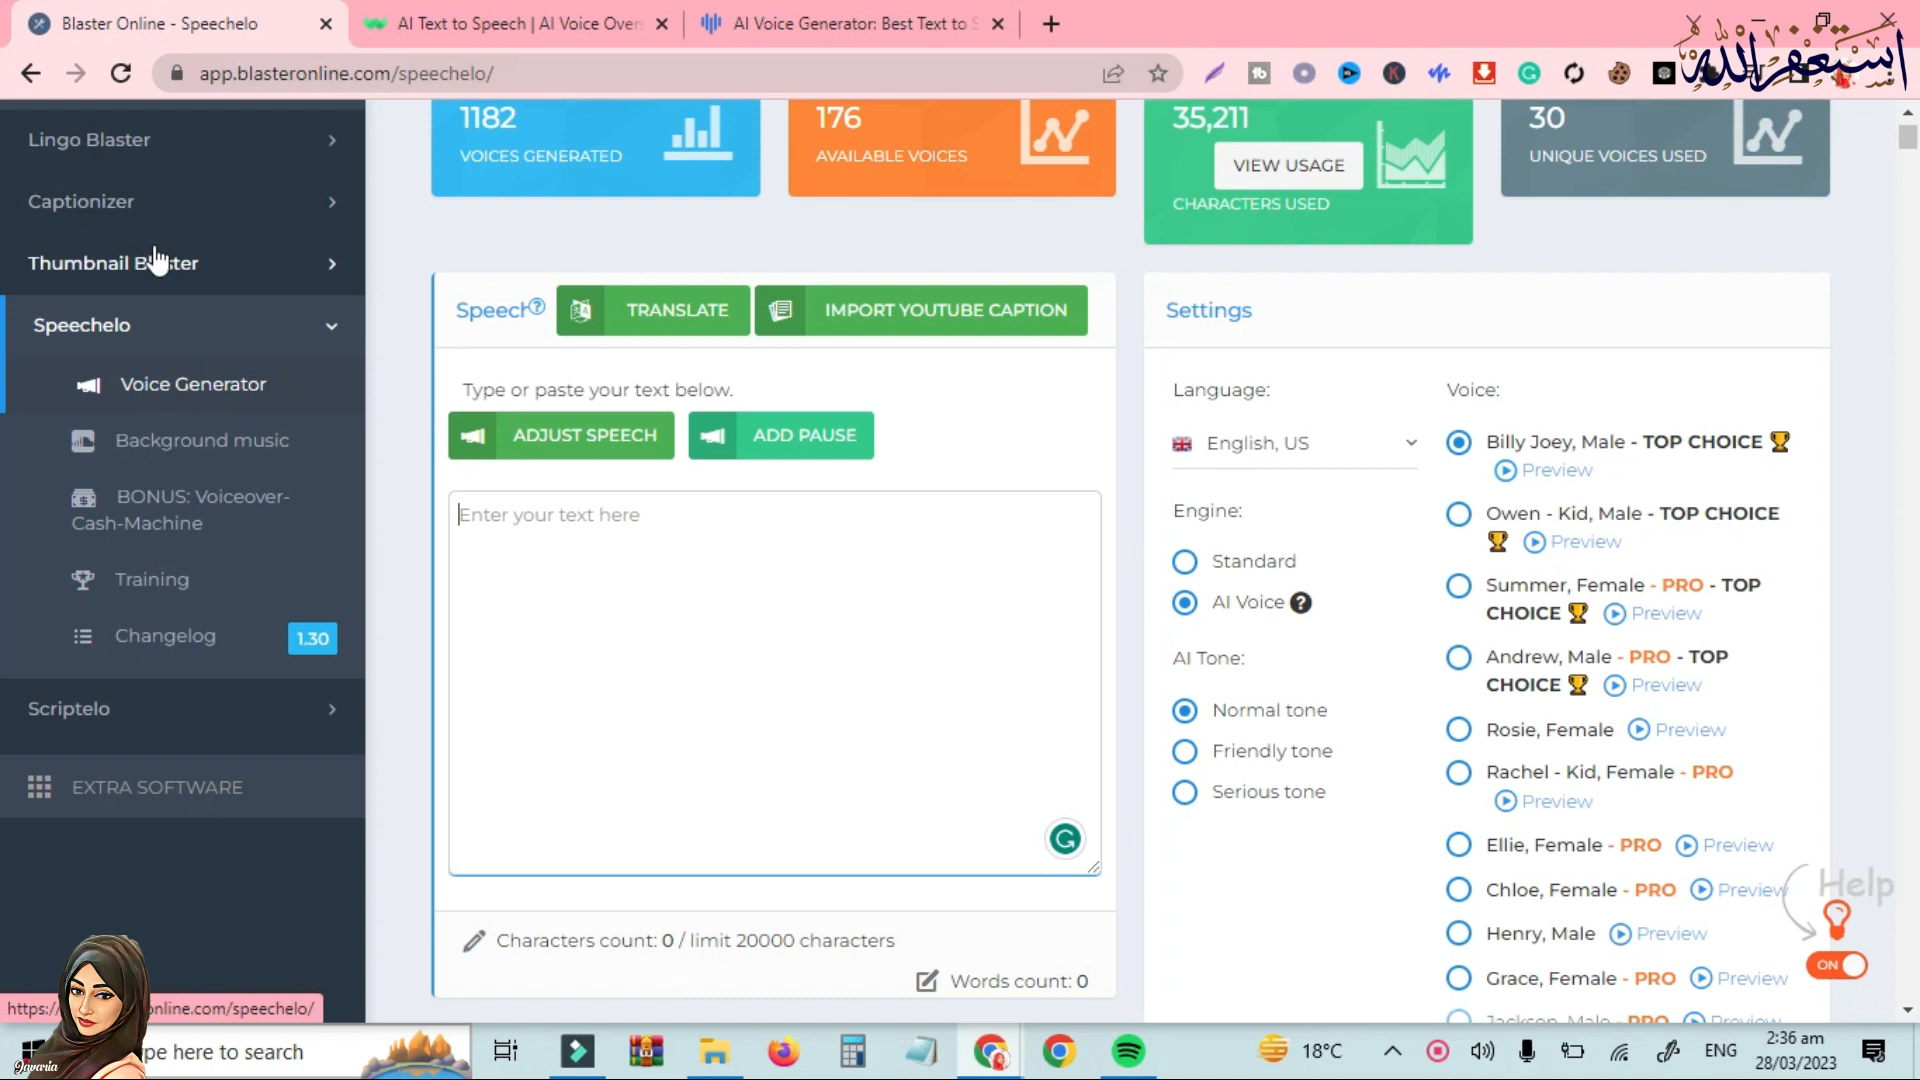 Blaster Online - Speechelo
AI Text to Speech | AI Voice Over
AI Voice Generator: Best Text to S
app.blasteronline.com/speechelo/
أستغفر الله
Lingo Blaster
Captionizer
Thumbnail
Speechelo
Voice Generator
Background music
BONUS: Voiceover-
Cash-Machine
Training
Changelog
1.30
Scriptelo
EXTRA SOFTWARE
1182
VOICES GENERATED
176
AVAILABLE VOICES
35,211
VIEW USAGE
CHARACTERS USED
30
UNIQUE VOICES USED
Speech
TRANSLATE
IMPORT YOUTUBE CAPTION
Type or paste your text below.
ADJUST SPEECH
ADD PAUSE
Enter your text here
Characters count: 0 / limit 20000 characters
Words count: 0
Settings
Language:
English, US
Engine:
Standard
AI Voice
AI Tone:
Normal tone
Friendly tone
Serious tone
Voice:
Billy Joey, Male - TOP CHOICE
Preview
Owen - Kid, Male - TOP CHOICE
Preview
Summer, Female - PRO - TOP
CHOICE Preview
Andrew, Male - PRO - TOP
CHOICE Preview
Rosie, Female Preview
Rachel - Kid, Female - PRO
Preview
Ellie, Female - PRO Preview
Chloe, Female - PRO Preview
Henry, Male Preview
Grace, Female - PRO Preview
Jackson, Male - PRO Preview
Help
ON
https:// online.com/speechelo/
Javaria
ype here to search
18°C
ENG
2:36 am
28/03/2023